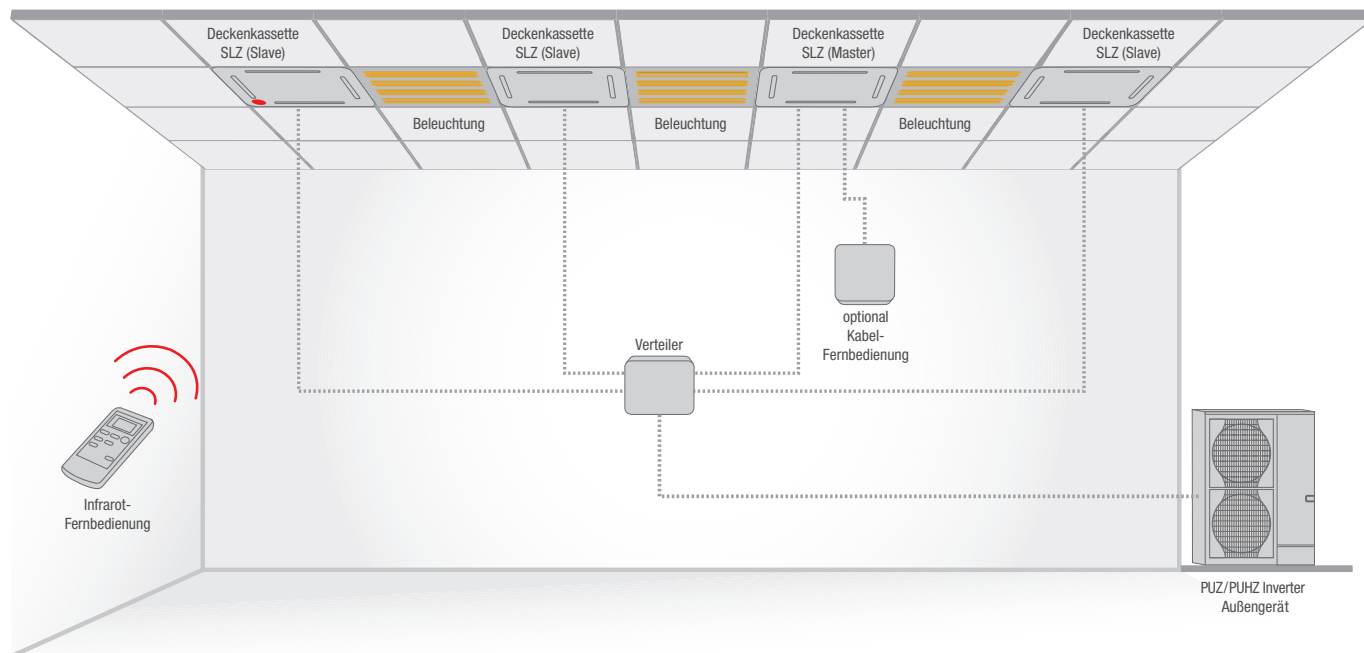 Deckenkassette
SLZ (Slave)
Deckenkassette
SLZ (Slave)
Deckenkassette
SLZ (Master)
Deckenkassette
SLZ (Slave)
Beleuchtung
Beleuchtung
Beleuchtung
optional
Kabel-
Fernbedienung
Verteiler
Infrarot-
Fernbedienung
PUZ/PUHZ Inverter
Außengerät